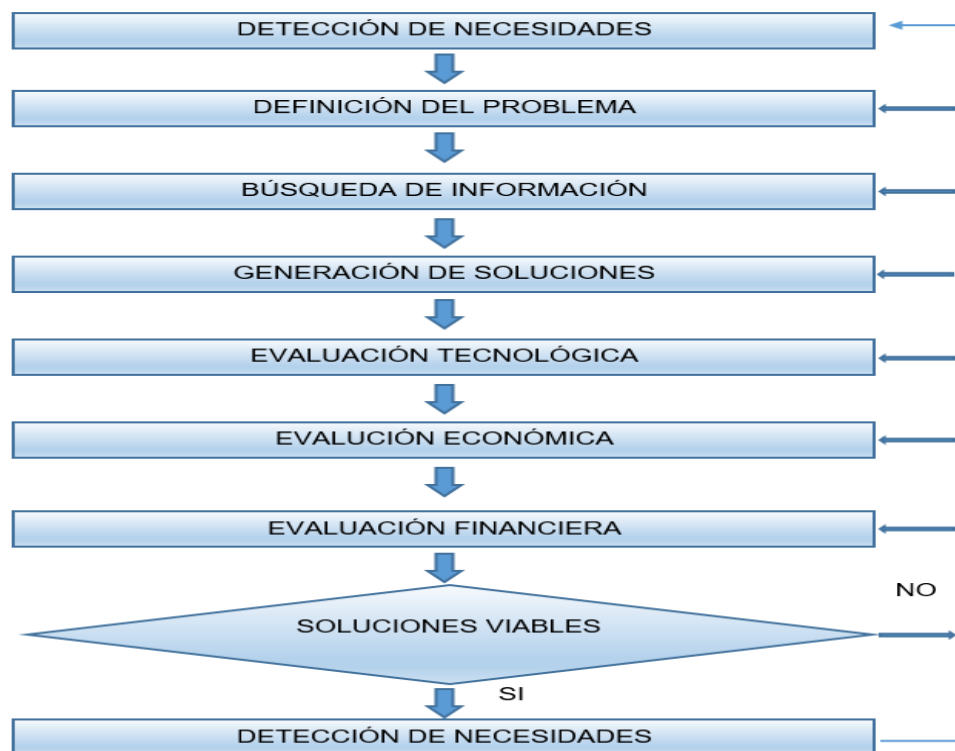 DETECCIÓN DE NECESIDADES
DEFINICIÓN DEL PROBLEMA
BÚSQUEDA DE INFORMACIÓN
GENERACIÓN DE SOLUCIONES
EVALUACIÓN TECNOLÓGICA
EVALUCIÓN ECONÓMICA
EVALUACIÓN FINANCIERA
NO
SOLUCIONES VIABLES
SI
DETECCIÓN DE NECESIDADES